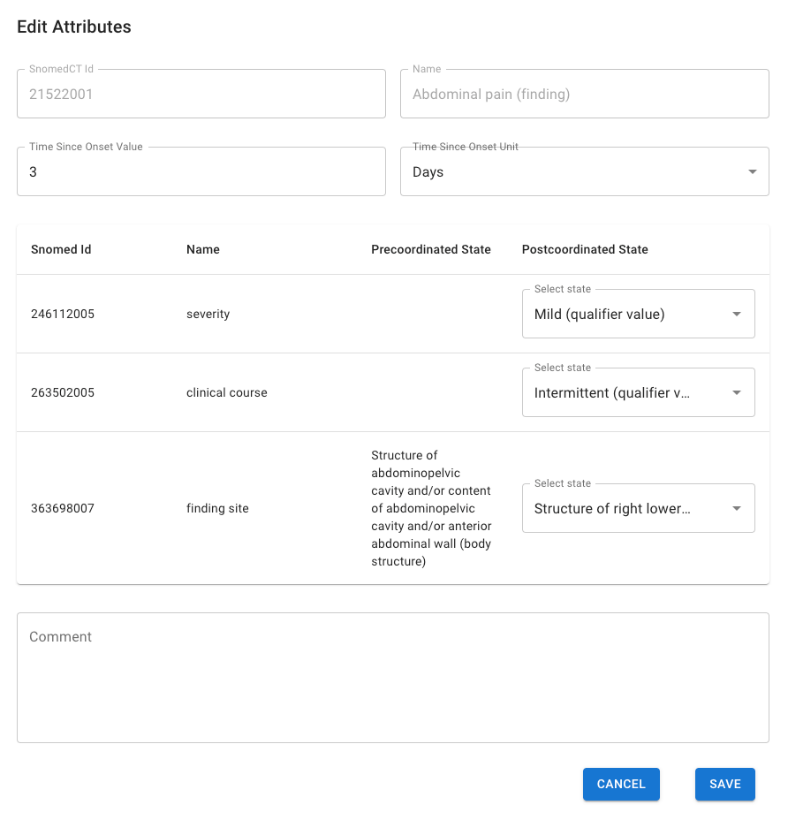 Edit Attributes
SnomedCT Id
21522001
Name
Abdominal pain (finding)
Time Since Onset Value
3
Time Since Onset Unit
Days
Snomed Id Name Precoordinated State Postcoordinated State
246112005 severity
Select state
Mild (qualifier value)
263502005 clinical course
Select state
Intermittent (qualifier v...
363698007 finding site
Structure of
abdominopelvic
cavity and/or content
of abdominopelvic
cavity and/or anterior
abdominal wall (body
structure)
Select state
Structure of right lower...
Comment
CANCEL
SAVE